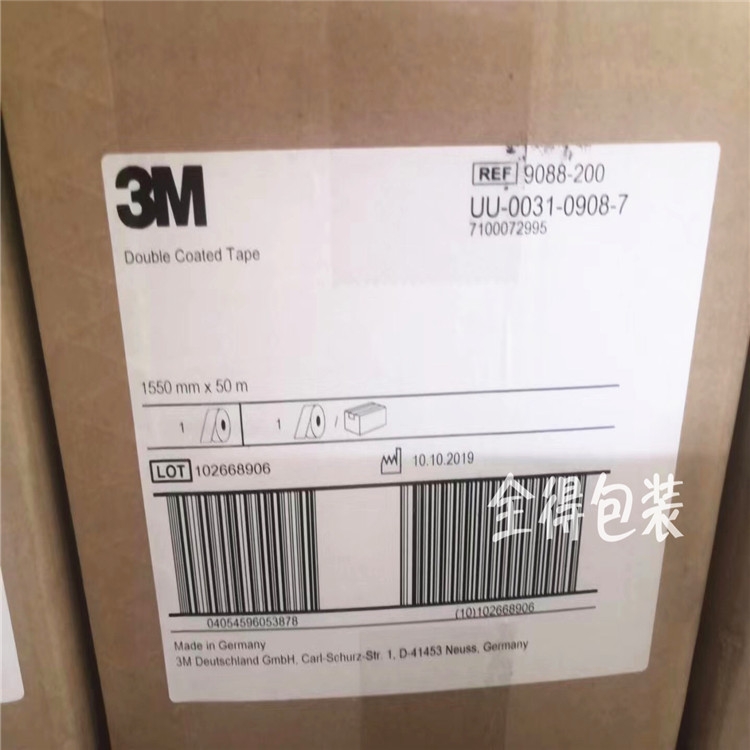 3M
REF 9088-200
UU-0031-0908-7
7100072995
Double Coated Tape
1550 mm x 50 m
1 1 /
LOT 102668906 10.10.2019
全得包装
04054596053878 (10)102668906
Made in Germany
3M Deutschland GmbH, Carl-Schurz-Str. 1, D-41453 Neuss, Germany